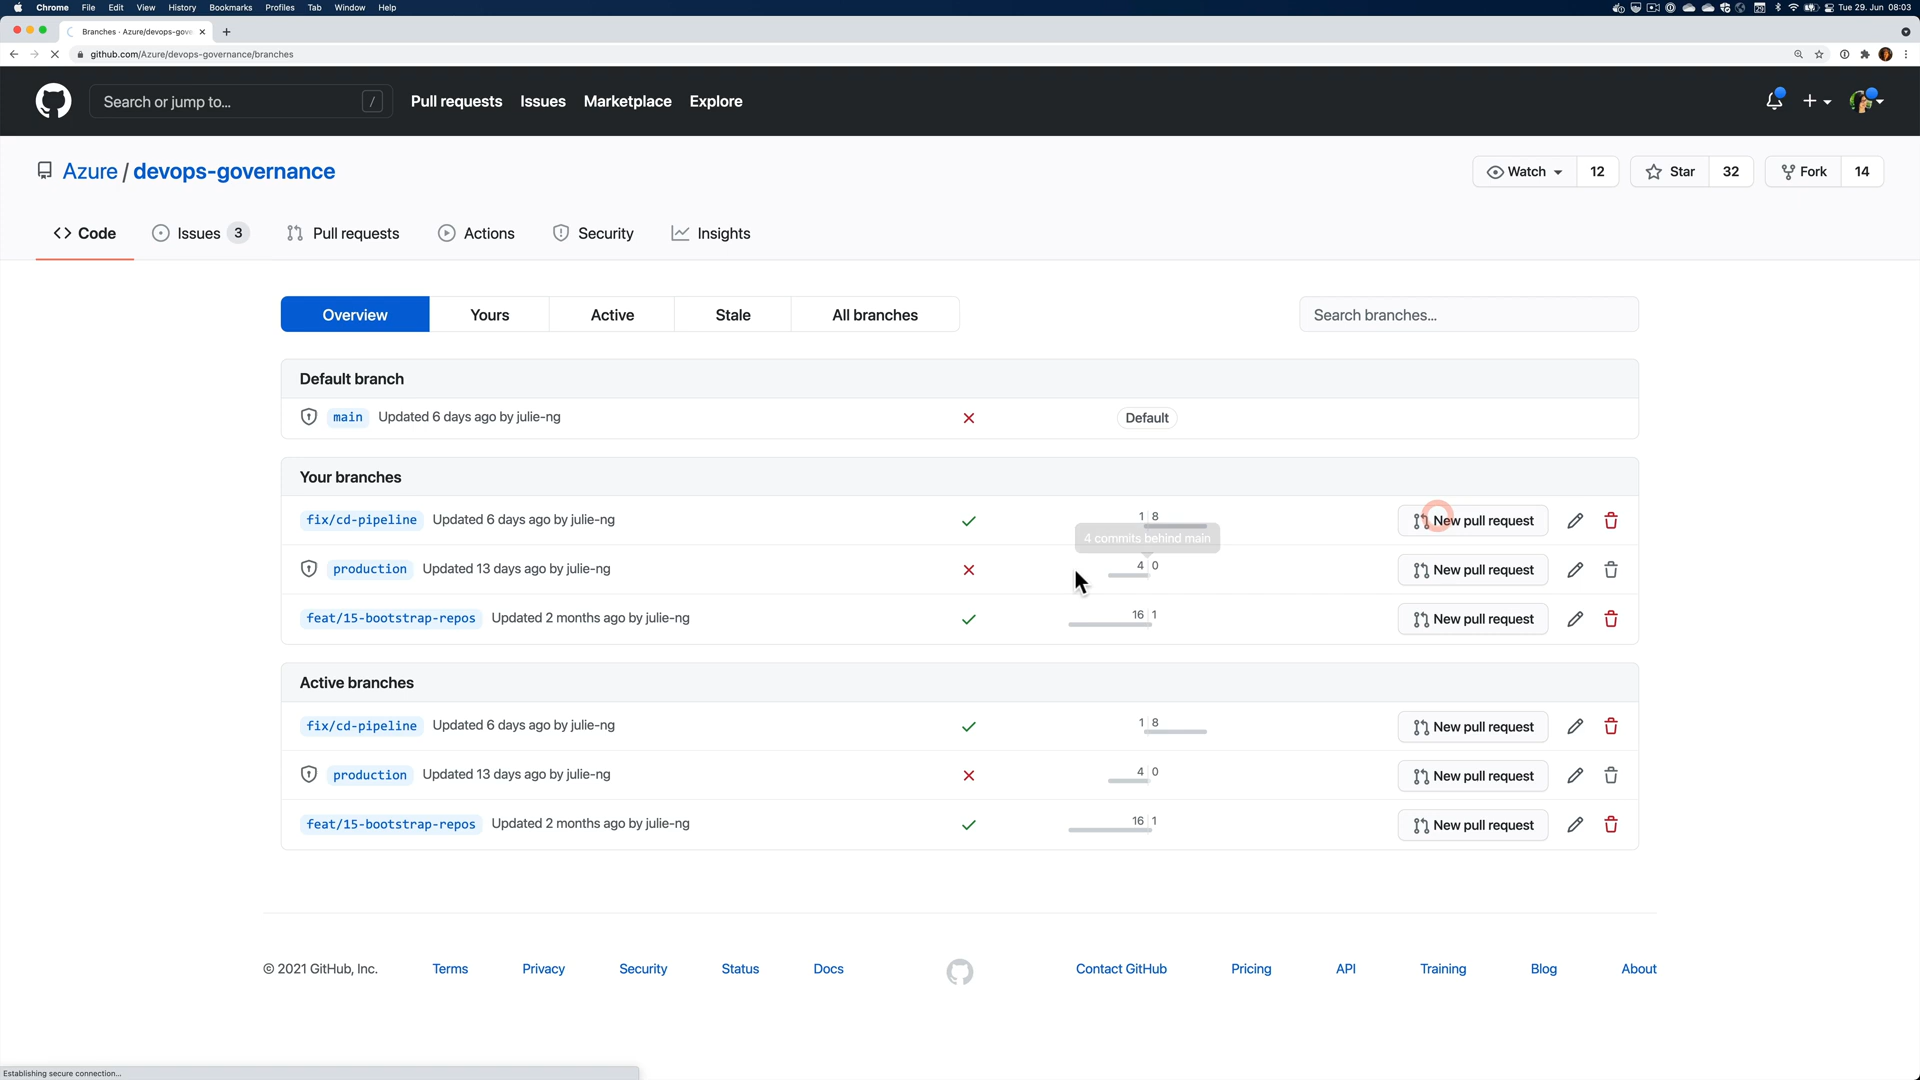 Chrome File Edit View History Bookmarks Profiles Tab Window Help
Tue 29. Jun 08:03
Branches · Azure/devops-gove
github.com/Azure/devops-governance/branches
Search or jump to... /
Pull requests Issues Marketplace Explore
Azure / devops-governance
Watch 12 Star 32 Fork 14
Code Issues 3 Pull requests Actions Security Insights
Overview Yours Active Stale All branches
Search branches...
Default branch
main Updated 6 days ago by julie-ng Default
Your branches
fix/cd-pipeline Updated 6 days ago by julie-ng 1 8 New pull request
4 commits behind main
production Updated 13 days ago by julie-ng 4 0 New pull request
feat/15-bootstrap-repos Updated 2 months ago by julie-ng 16 1 New pull request
Active branches
fix/cd-pipeline Updated 6 days ago by julie-ng 1 8 New pull request
production Updated 13 days ago by julie-ng 4 0 New pull request
feat/15-bootstrap-repos Updated 2 months ago by julie-ng 16 1 New pull request
© 2021 GitHub, Inc. Terms Privacy Security Status Docs Contact GitHub Pricing API Training Blog About
Establishing secure connection...